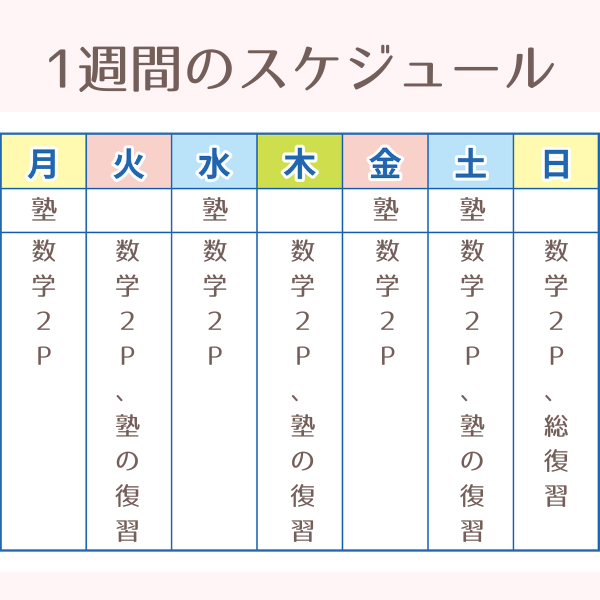 1週間のスケジュール
月 火 水 木 金 土 日
塾 塾 塾 塾
数学2P
数学2P、塾の復習
数学2P
数学2P、塾の復習
数学2P
数学2P、塾の復習
数学2P、総復習